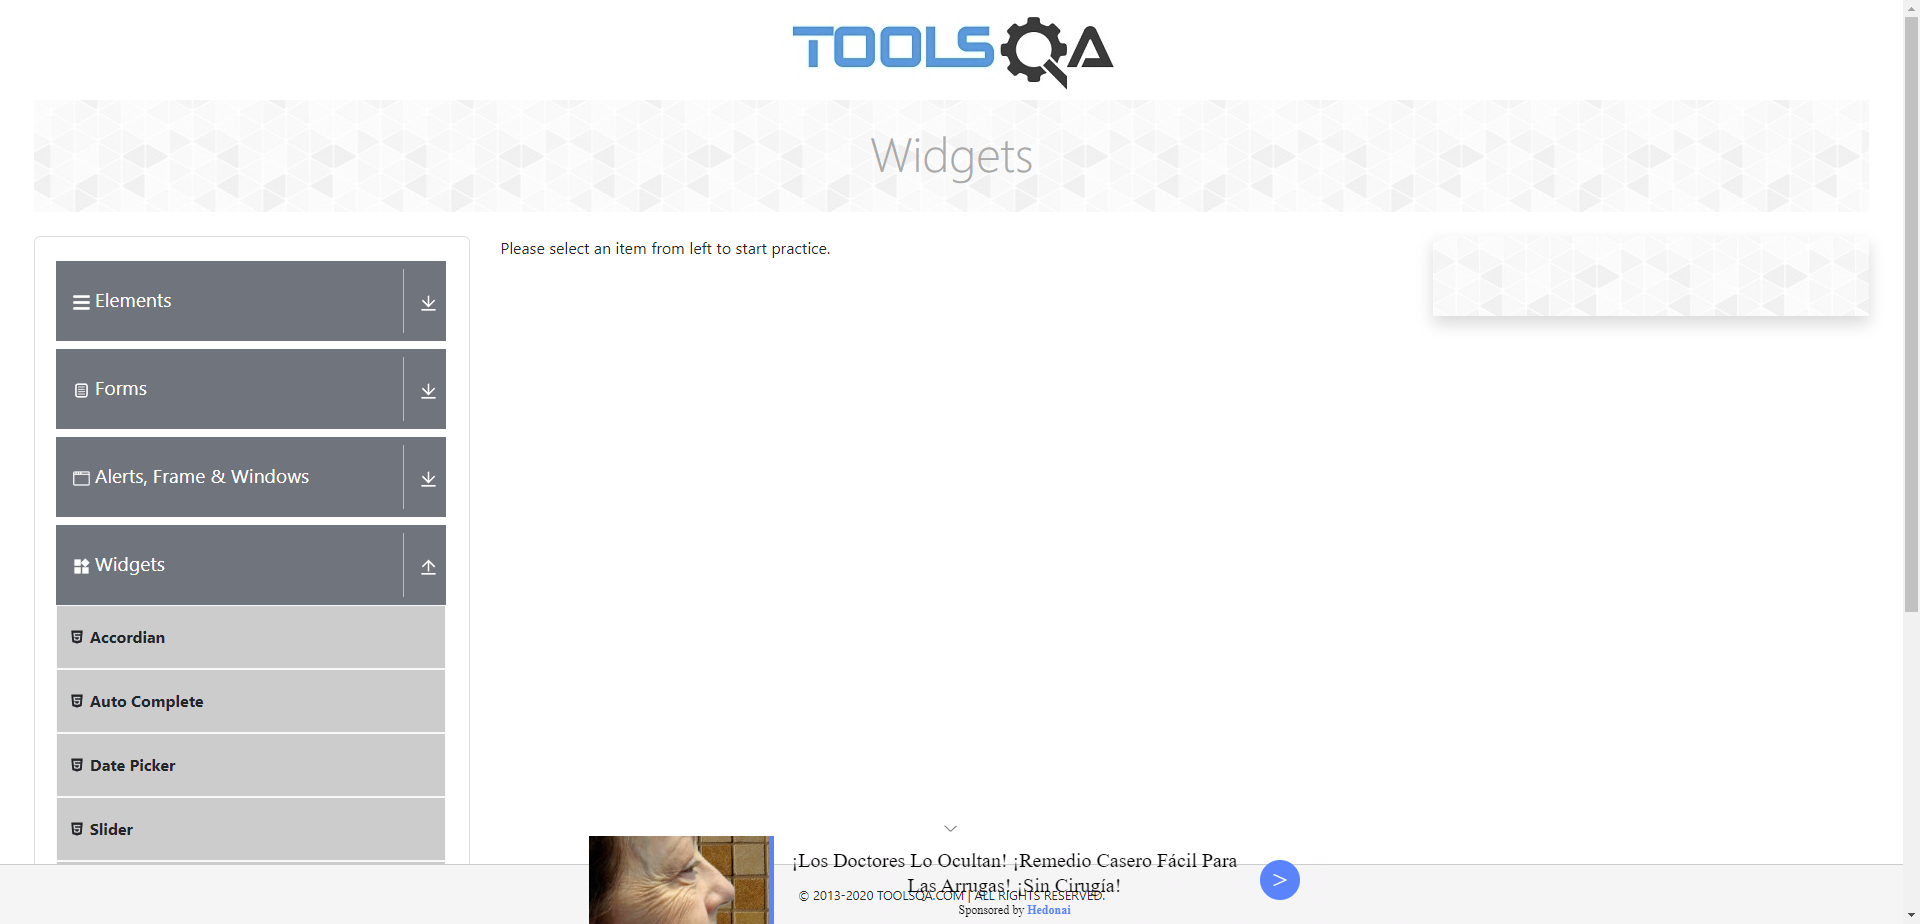 TOOLSQA
Widgets
Please select an item from left to start practice.
Elements
Forms
Alerts, Frame & Windows
Widgets
Accordian
Auto Complete
Date Picker
Slider
¡Los Doctores Lo Ocultan! ¡Remedio Casero Fácil Para
Las Arrugas! ¡Sin Cirugía!
© 2013-2020 TOOLSQA.COM | ALL RIGHTS RESERVED.
Sponsored by Hedonai